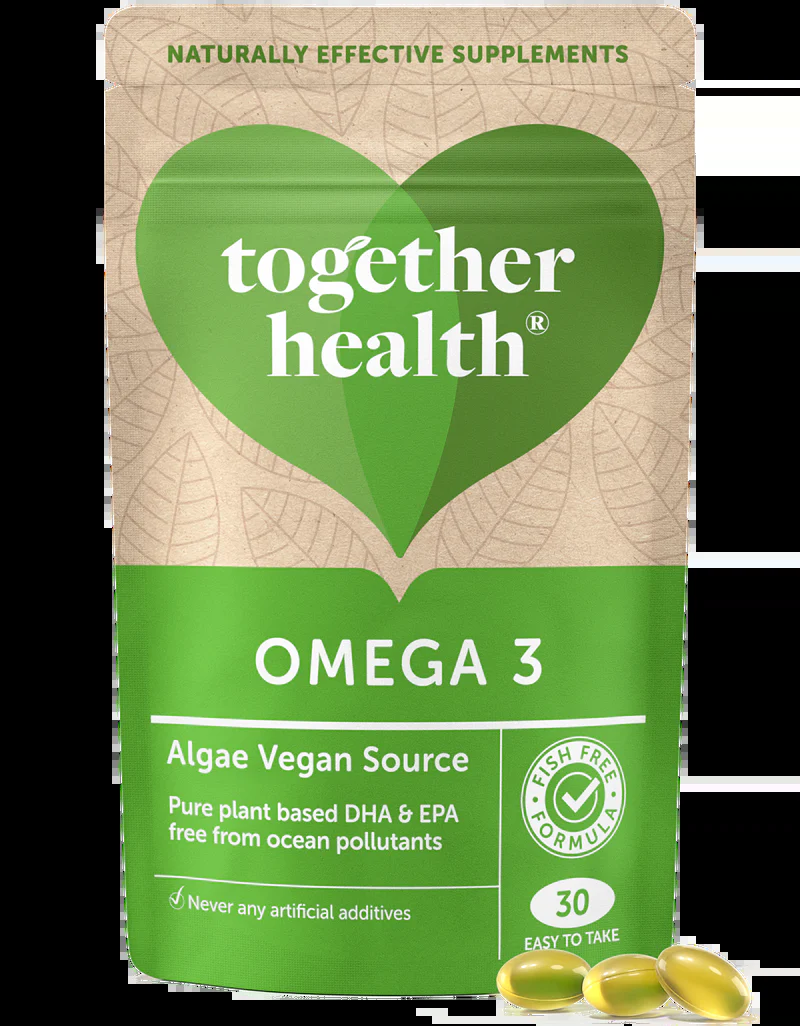 NATURALLY EFFECTIVE SUPPLEMENTS
together
health®
OMEGA 3
Algae Vegan Source
Pure plant based DHA & EPA
free from ocean pollutants
Never any artificial additives
FISH FREE
FORMULA
30
EASY TO TAKE